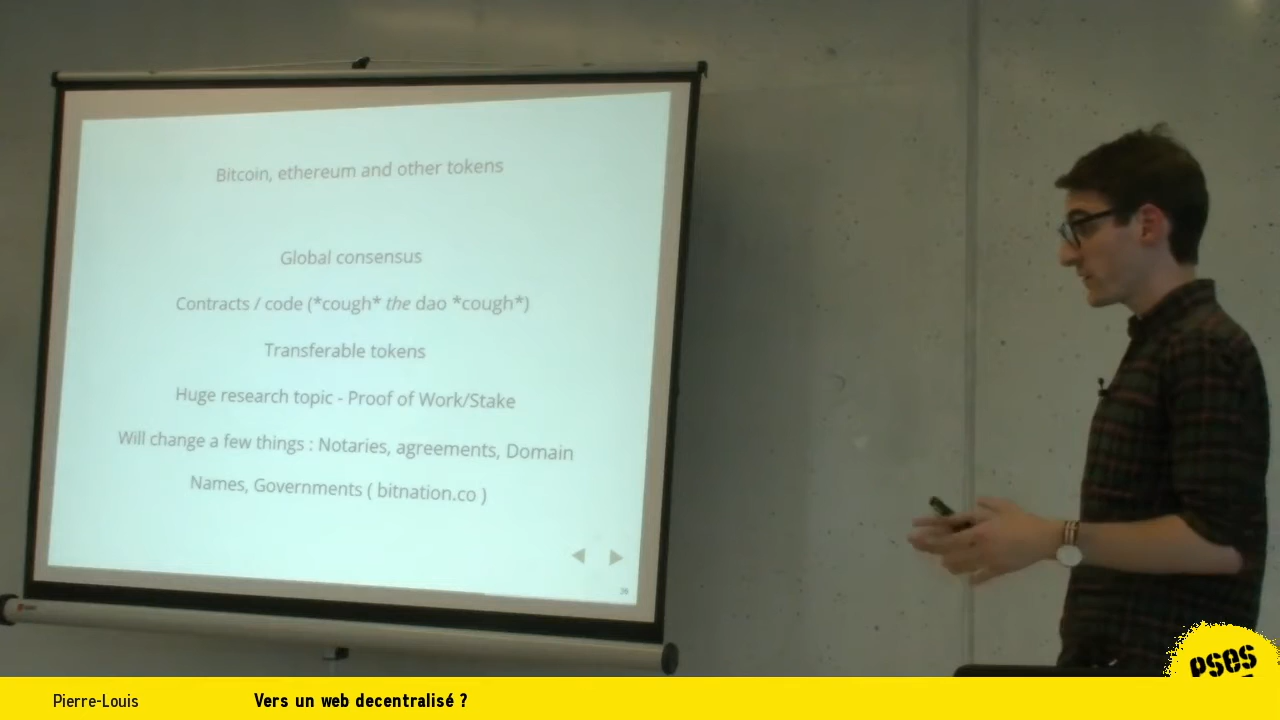 Bitcoin, ethereum and other tokens
Global consensus
Contracts / code (*cough* the dao *cough*)
Transferable tokens
Huge research topic - Proof of Work/Stake
Will change a few things : Notaries, agreements, Domain
Names, Governments ( bitnation.co )
pses
Pierre-Louis
Vers un web decentralisé ?